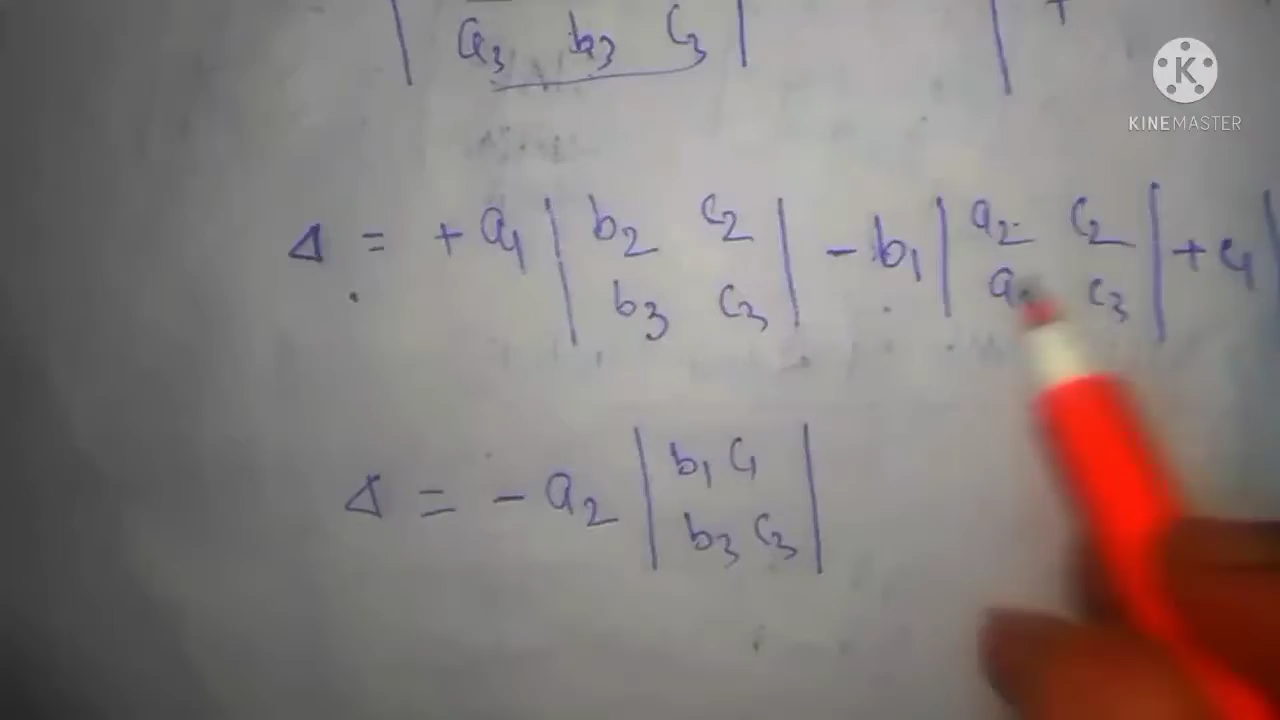 a₃ b₃ c₃ +
K
KINEMASTER
Δ = + a₁ | b₂ c₂ | - b₁ | a₂ c₂ | + c₁ |
b₃ c₃ a c₃
Δ = - a₂ | b₁ c₁ |
b₃ c₃